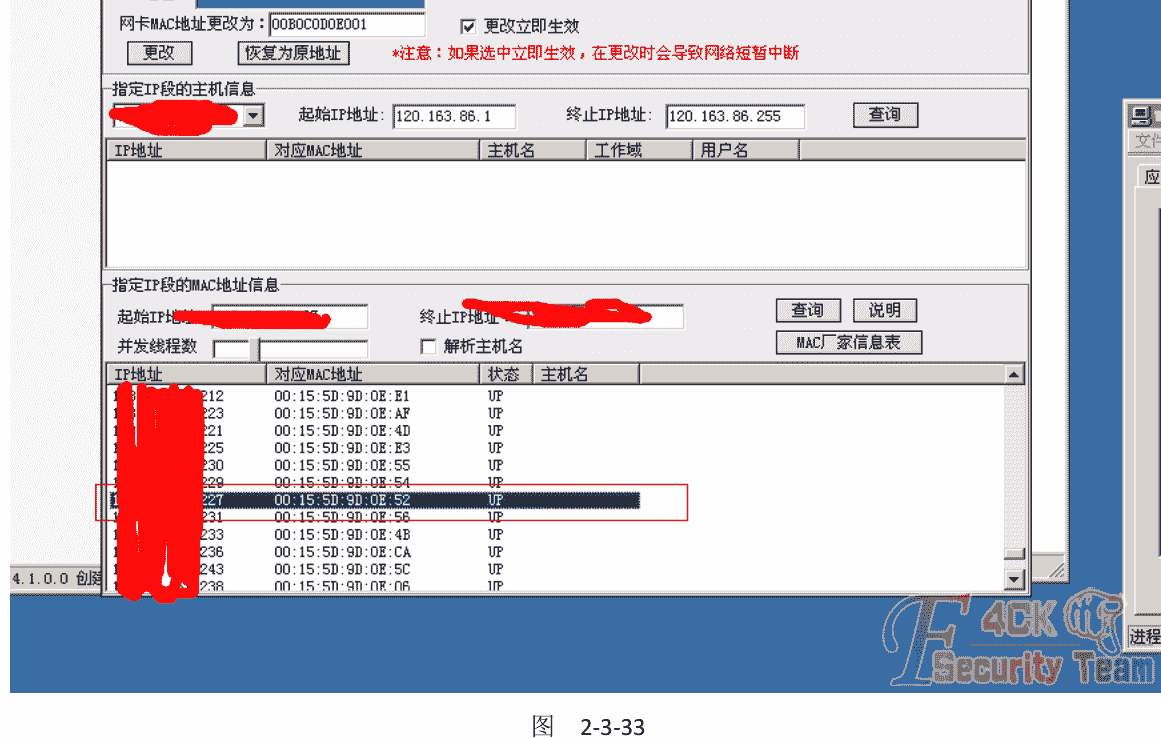 网卡MAC地址更改为： 00B0C0D0E001 更改立即生效
更改 恢复为原地址 *注意：如果选中立即生效，在更改时会导致网络短暂中断
指定IP段的主机信息
起始IP地址: 120.163.86.1 终止IP地址: 120.163.86.255 查询
IP地址 对应MAC地址 主机名 工作域 用户名
指定IP段的MAC地址信息
起始IP地 终止IP地址 查询 说明
并发线程数 解析主机名 MAC厂家信息表
IP地址 对应MAC地址 状态 主机名
212 00:15:5D:9D:0E:E1 UP
223 00:15:5D:9D:0E:AF UP
221 00:15:5D:9D:0E:4D UP
225 00:15:5D:9D:0E:E3 UP
230 00:15:5D:9D:0E:55 UP
229 00:15:5D:9D:0E:54 UP
227 00:15:5D:9D:0E:52 UP
231 00:15:5D:9D:0E:56 UP
233 00:15:5D:9D:0E:4B UP
236 00:15:5D:9D:0E:CA UP
243 00:15:5D:9D:0E:5C UP
238 00:15:5D:9D:0E:06 UP
4.1.0.0 创建
文件
应
进程
F4CK
Security Team
图 2-3-33